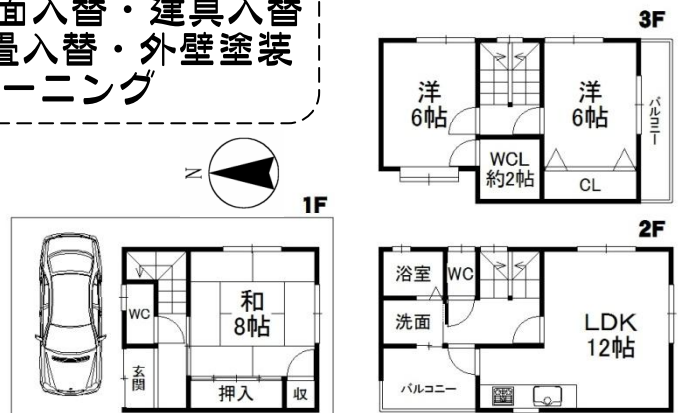 面入替・建具入替
畳入替・外壁塗装
ーニング
3F
洋
6帖
洋
6帖
バルコニー
WCL
約2帖
CL
N
1F
WC
和
8帖
玄関
押入
収
2F
浴室
WC
洗面
LDK
12帖
バルコニー